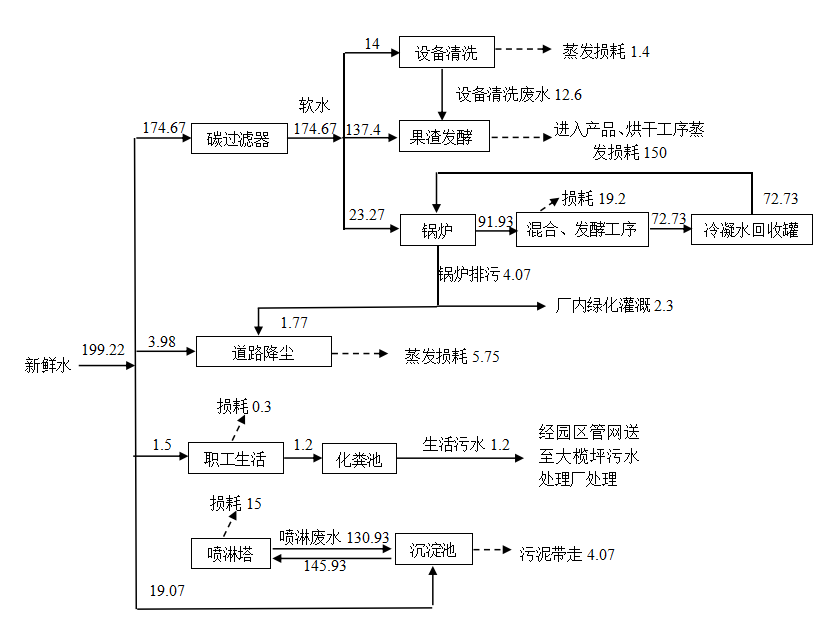 14
设备清洗
蒸发损耗 1.4
软水
设备清洗废水 12.6
174.67
碳过滤器
174.67
137.4
果渣发酵
进入产品、烘干工序蒸
发损耗 150
23.27
锅炉
91.93
损耗 19.2
混合、发酵工序
72.73
冷凝水回收罐
72.73
锅炉排污 4.07
厂内绿化灌溉 2.3
1.77
新鲜水
199.22
3.98
道路降尘
蒸发损耗 5.75
损耗 0.3
1.5
职工生活
1.2
化粪池
生活污水 1.2
经园区管网送
至大榄坪污水
处理厂处理
损耗 15
喷淋塔
喷淋废水 130.93
145.93
沉淀池
污泥带走 4.07
19.07